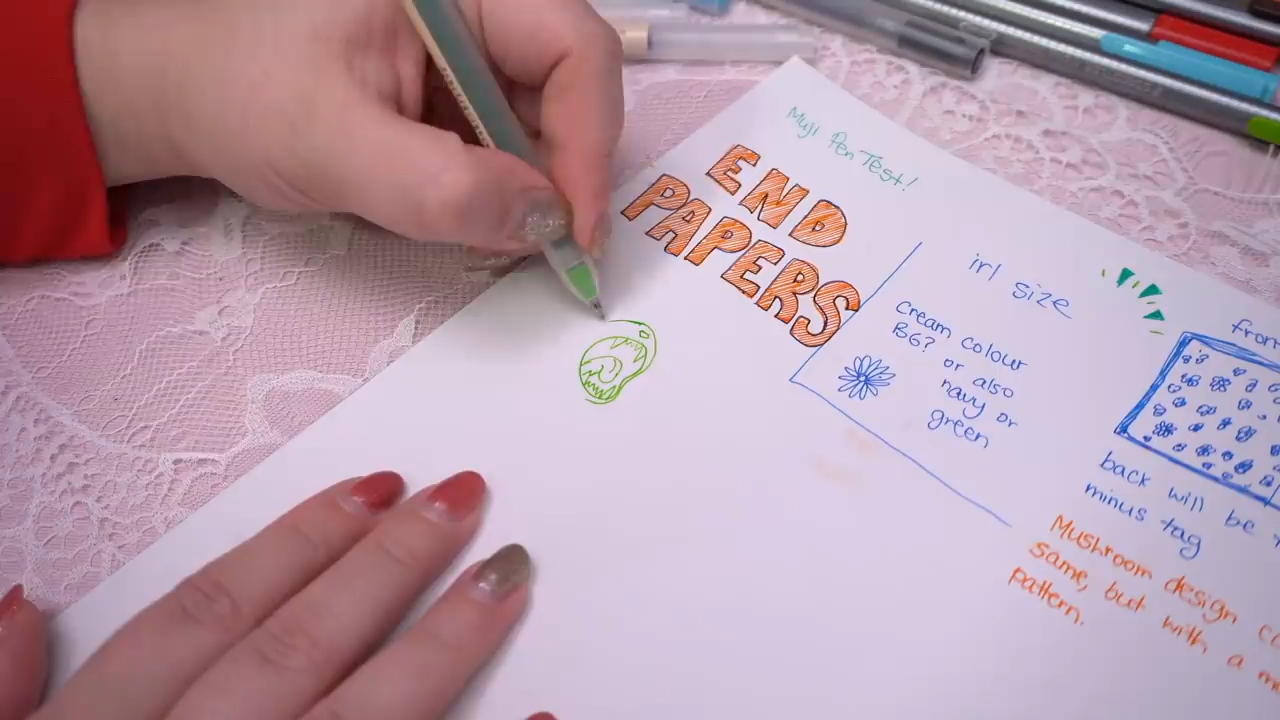 Muji Pen Test!
END
PAPERS
irl size
cream colour
BG? or also
navy or
green
back will be
minus tag
Mushroom design
same, but with a
pattern.